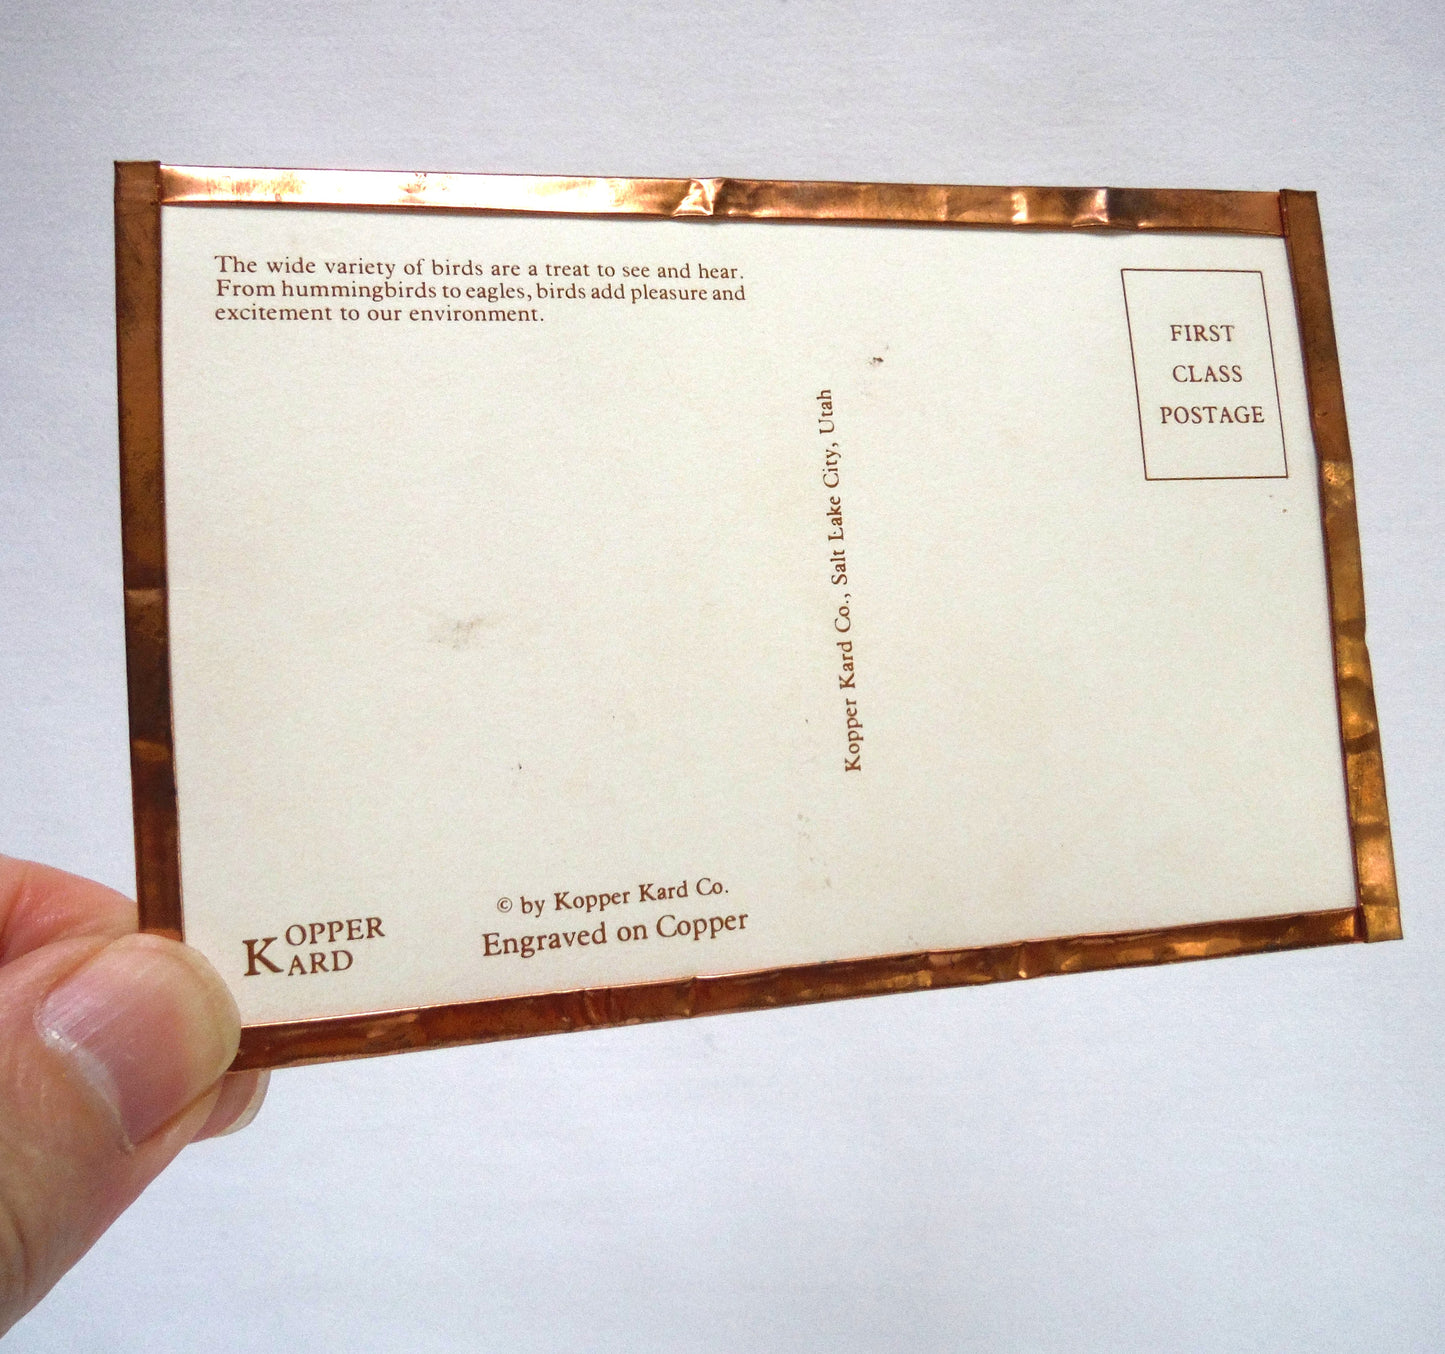 The wide variety of birds are a treat to see and hear.
From hummingbirds to eagles, birds add pleasure and
excitement to our environment.
FIRST
CLASS
POSTAGE
Kopper Kard Co., Salt Lake City, Utah
KOPPER
KARD
© by Kopper Kard Co.
Engraved on Copper